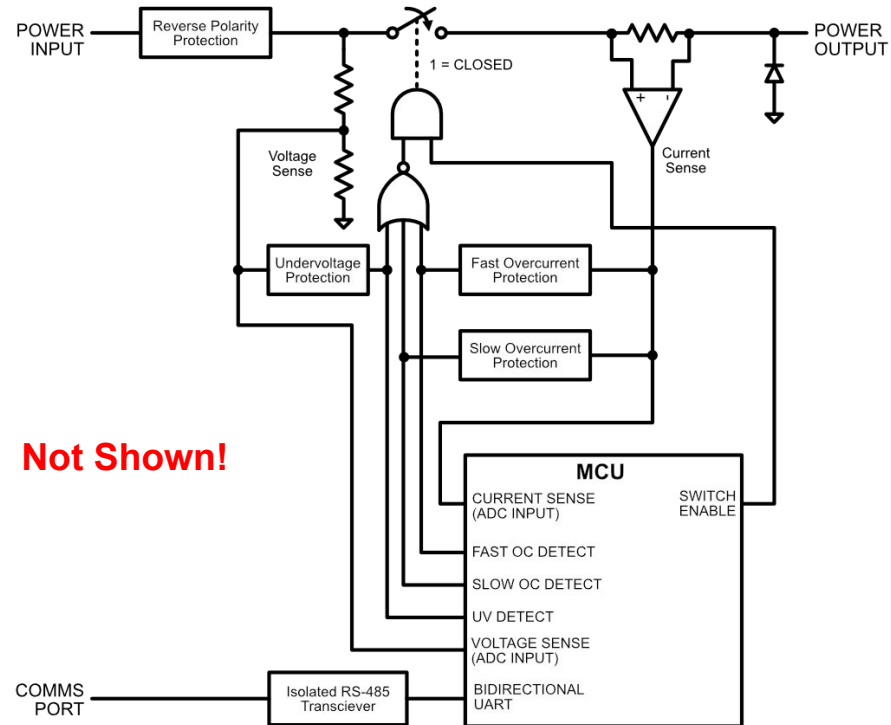 POWER
INPUT
Reverse Polarity
Protection
POWER
OUTPUT
1 = CLOSED
+ -
Current
Sense
Voltage
Sense
Undervoltage
Protection
Fast Overcurrent
Protection
Slow Overcurrent
Protection
Not Shown!
MCU
CURRENT SENSE
(ADC INPUT)
SWITCH
ENABLE
FAST OC DETECT
SLOW OC DETECT
UV DETECT
VOLTAGE SENSE
(ADC INPUT)
COMMS
PORT
Isolated RS-485
Transciever
BIDIRECTIONAL
UART